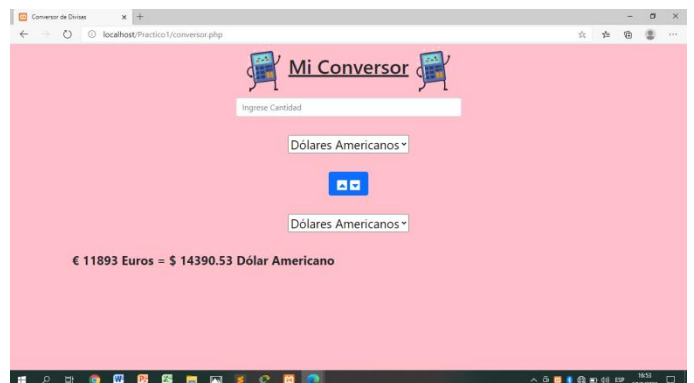 Conversor de Divisas
localhost/Practico1/conversor.php
Mi Conversor
Ingrese Cantidad
Dólares Americanos
Dólares Americanos
€ 11893 Euros = $ 14390.53 Dólar Americano
ESP
16:53